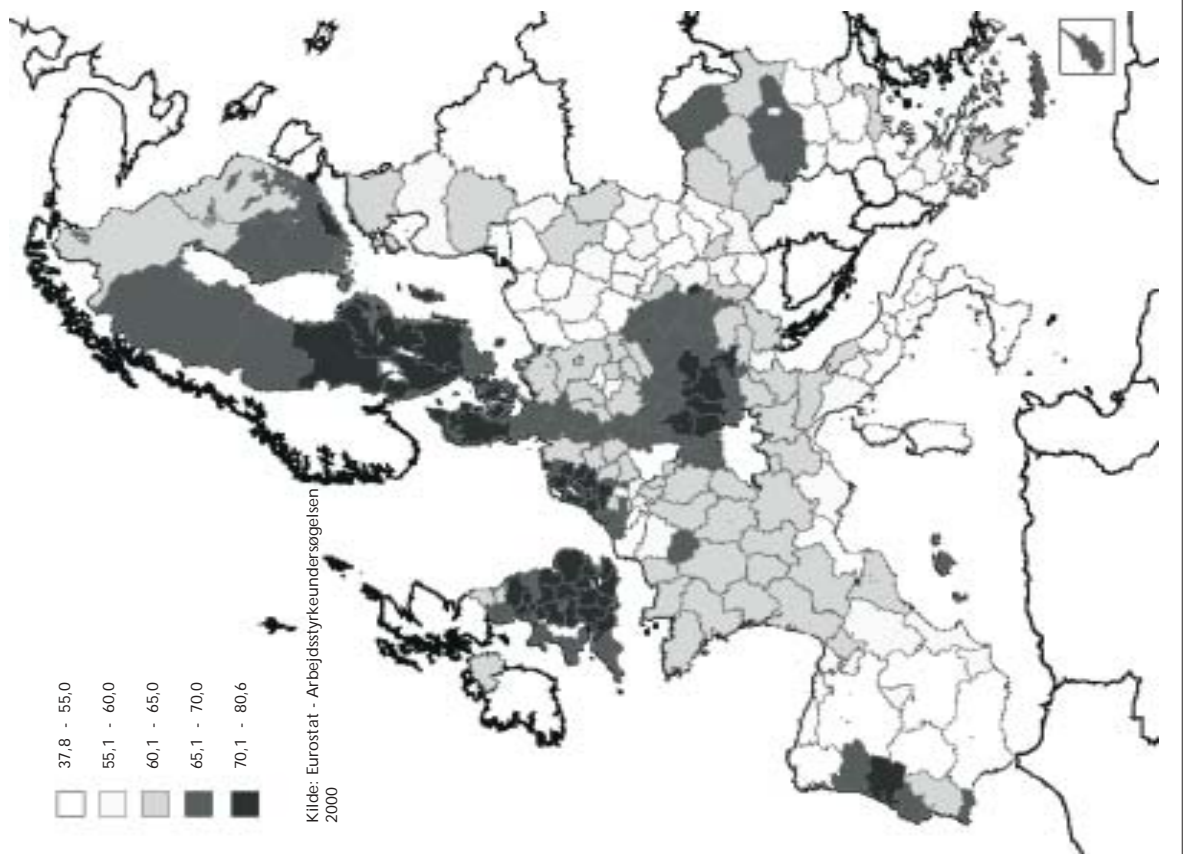 37,8 - 55,0
55,1 - 60,0
60,1 - 65,0
65,1 - 70,0
70,1 - 80,6
Kilde: Eurostat - Arbejdsstyrkeundersøgelsen
2000